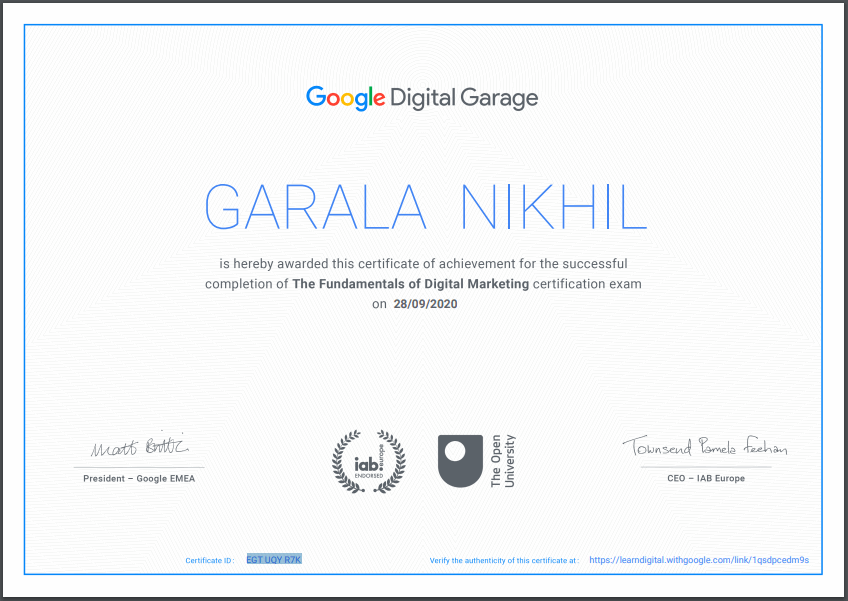 Google Digital Garage
GARALA NIKHIL
is hereby awarded this certificate of achievement for the successful
completion of The Fundamentals of Digital Marketing certification exam
on 28/09/2020
Matt Brittin
President – Google EMEA
iab.europe
ENDORSED
The Open
University
Townsend Pamela Feehan
CEO – IAB Europe
Certificate ID : EGT UQY R7K
Verify the authenticity of this certificate at : https://learndigital.withgoogle.com/link/1qsdpcedm9s